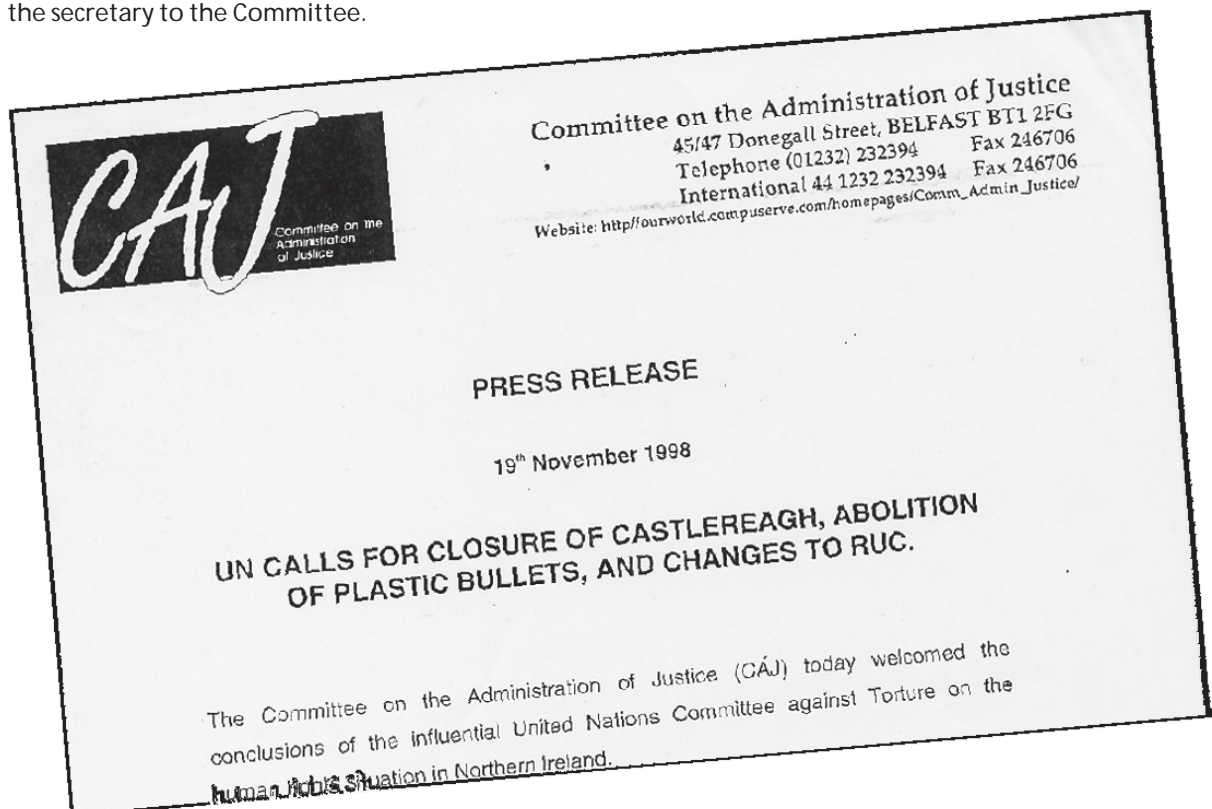 the secretary to the Committee.
CAJ
Committee on the
Administration
of Justice
Committee on the Administration of Justice
45/47 Donegall Street, BELFAST BT1 2FG
Telephone (01232) 232394 Fax 246706
International 44 1232 232394 Fax 246706
Website: http//ourworld.compuserve.com/homepages/Comm_Admin_Justice/
PRESS RELEASE
19th November 1998
UN CALLS FOR CLOSURE OF CASTLEREAGH, ABOLITION
OF PLASTIC BULLETS, AND CHANGES TO RUC.
The Committee on the Administration of Justice (CÁJ) today welcomed the
conclusions of the influential United Nations Committee against Torture on the
human rights situation in Northern Ireland.